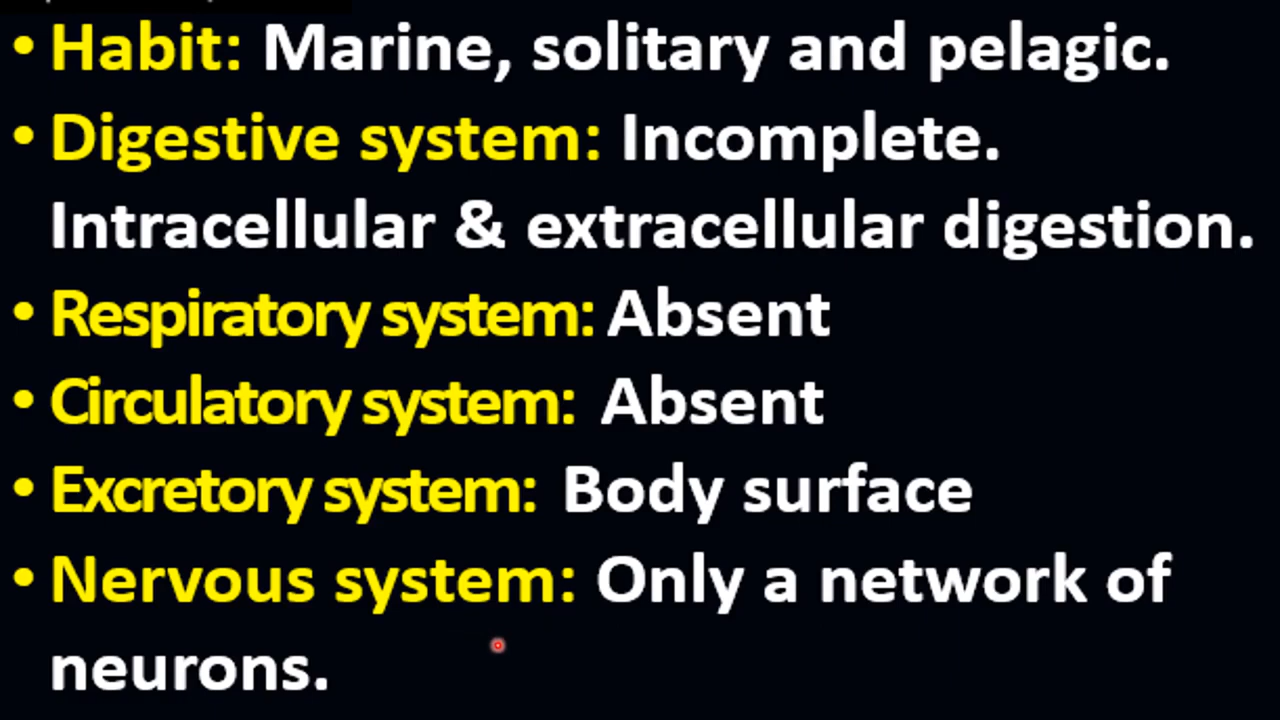 • Habit: Marine, solitary and pelagic.
• Digestive system: Incomplete.
Intracellular & extracellular digestion.
• Respiratory system: Absent
• Circulatory system: Absent
• Excretory system: Body surface
• Nervous system: Only a network of
neurons.